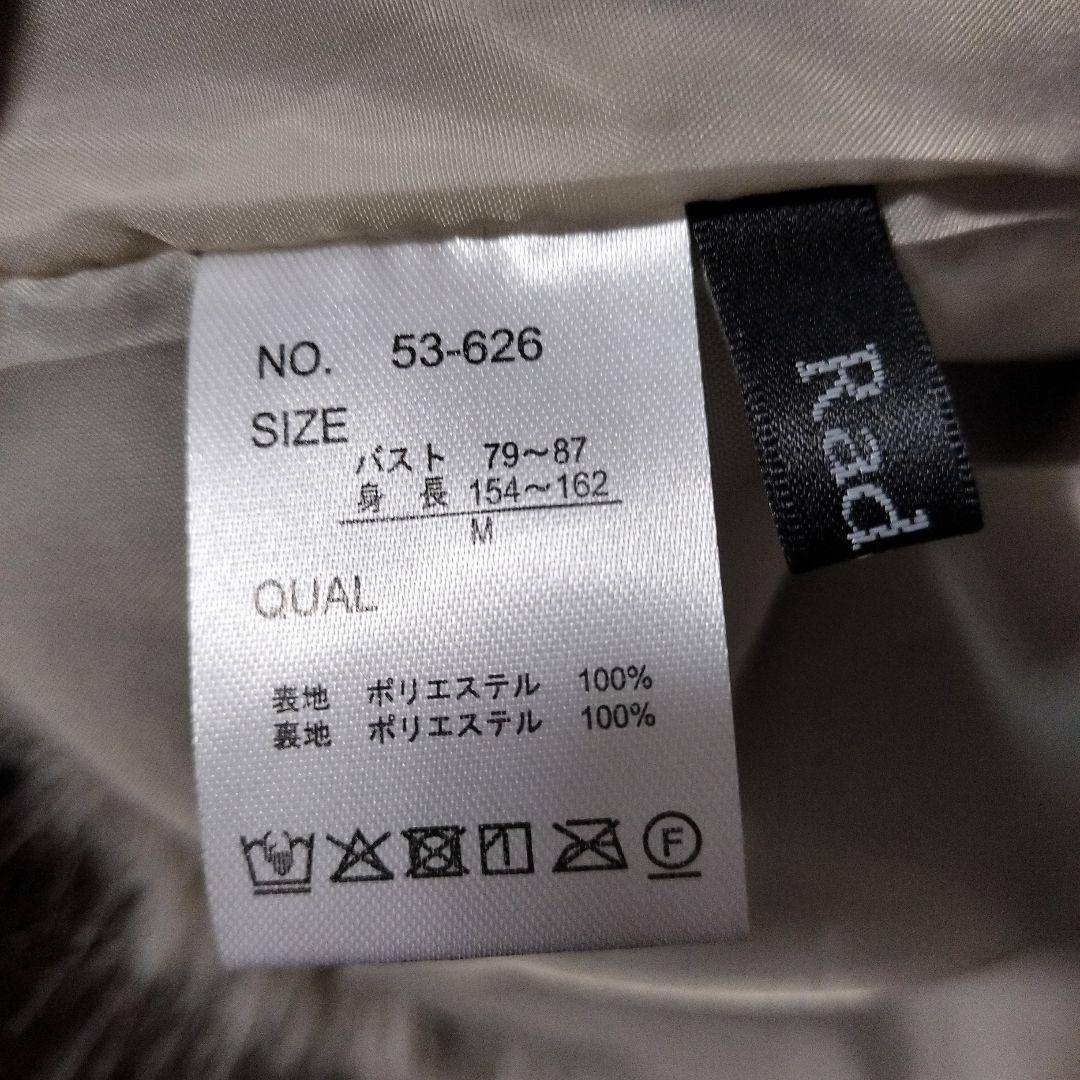 NO. 53-626
SIZE
バスト 79～87
身 長 154～162
M
QUAL
表地 ポリエステル 100%
裏地 ポリエステル 100%
F
Rad